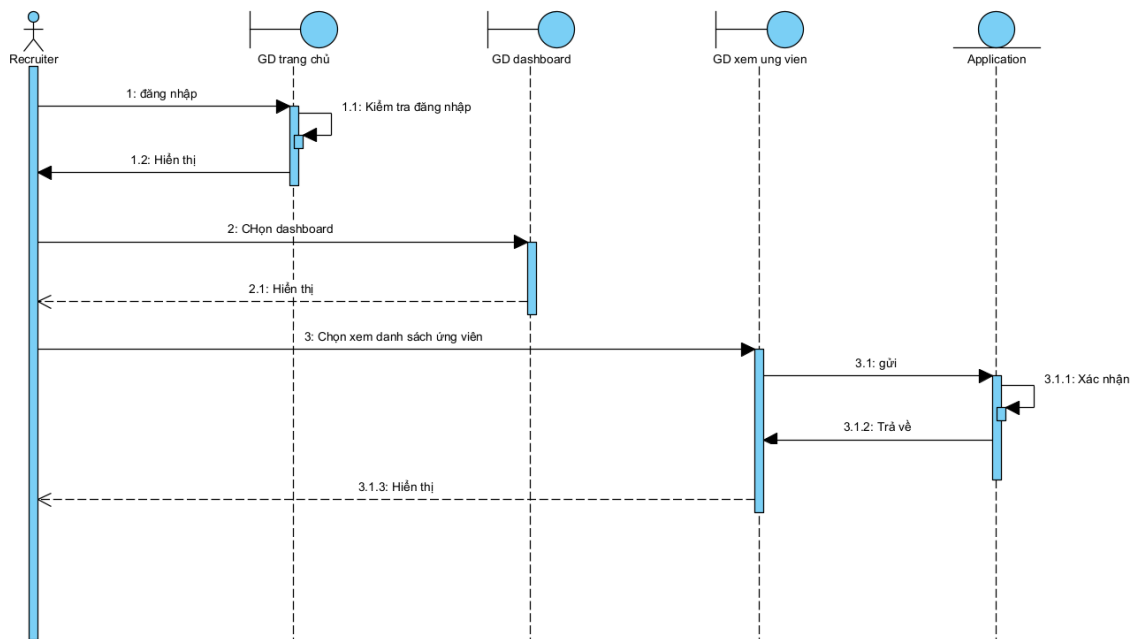 Recruiter
GD trang chủ
GD dashboard
GD xem ung vien
Application
1: đăng nhập
1.1: Kiểm tra đăng nhập
1.2: Hiển thị
2: CHọn dashboard
2.1: Hiển thị
3: Chọn xem danh sách ứng viên
3.1: gửi
3.1.1: Xác nhận
3.1.2: Trả về
3.1.3: Hiển thị